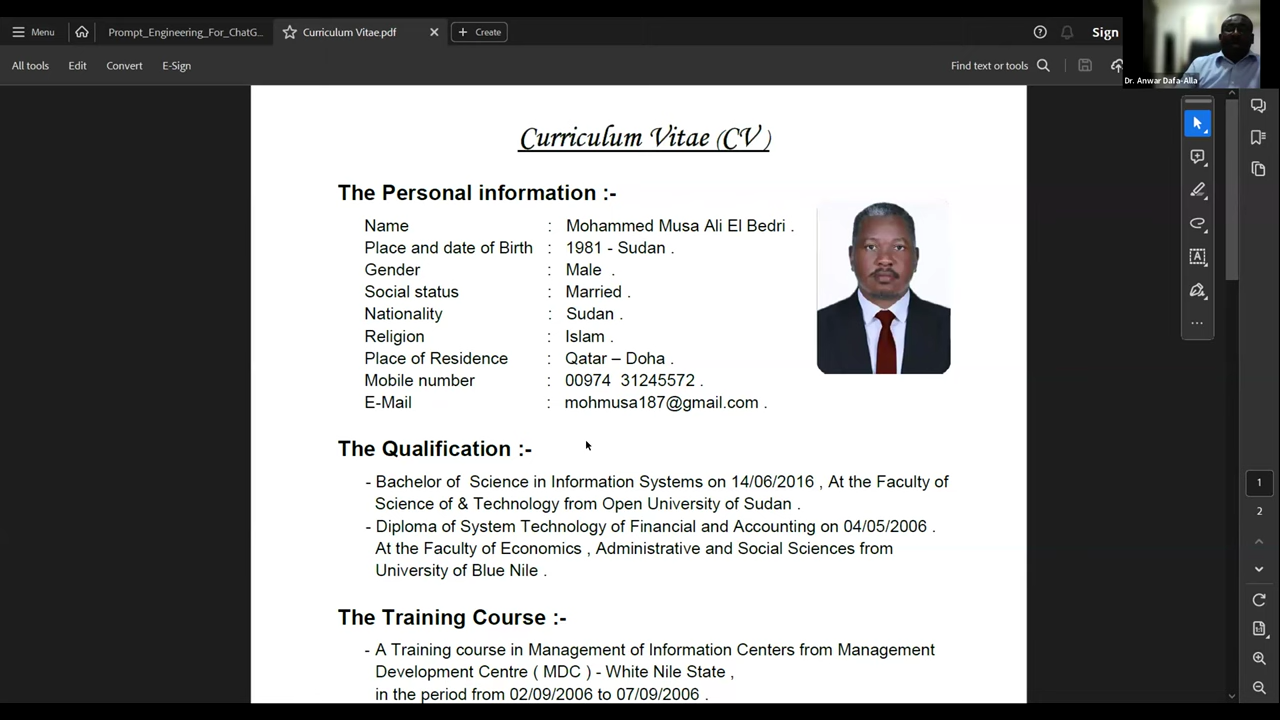 Menu
Prompt_Engineering_For_ChatG...
Curriculum Vitae.pdf
Create
Sign
All tools
Edit
Convert
E-Sign
Find text or tools
Dr. Anwar Dafa-Alla
Curriculum Vitae (CV)
The Personal information :-
Name : Mohammed Musa Ali El Bedri .
Place and date of Birth : 1981 - Sudan .
Gender : Male .
Social status : Married .
Nationality : Sudan .
Religion : Islam .
Place of Residence : Qatar – Doha .
Mobile number : 00974 31245572 .
E-Mail : mohmusa187@gmail.com .
The Qualification :-
- Bachelor of Science in Information Systems on 14/06/2016 , At the Faculty of
Science of & Technology from Open University of Sudan .
- Diploma of System Technology of Financial and Accounting on 04/05/2006 .
At the Faculty of Economics , Administrative and Social Sciences from
University of Blue Nile .
The Training Course :-
- A Training course in Management of Information Centers from Management
Development Centre ( MDC ) - White Nile State ,
in the period from 02/09/2006 to 07/09/2006 .
1
2